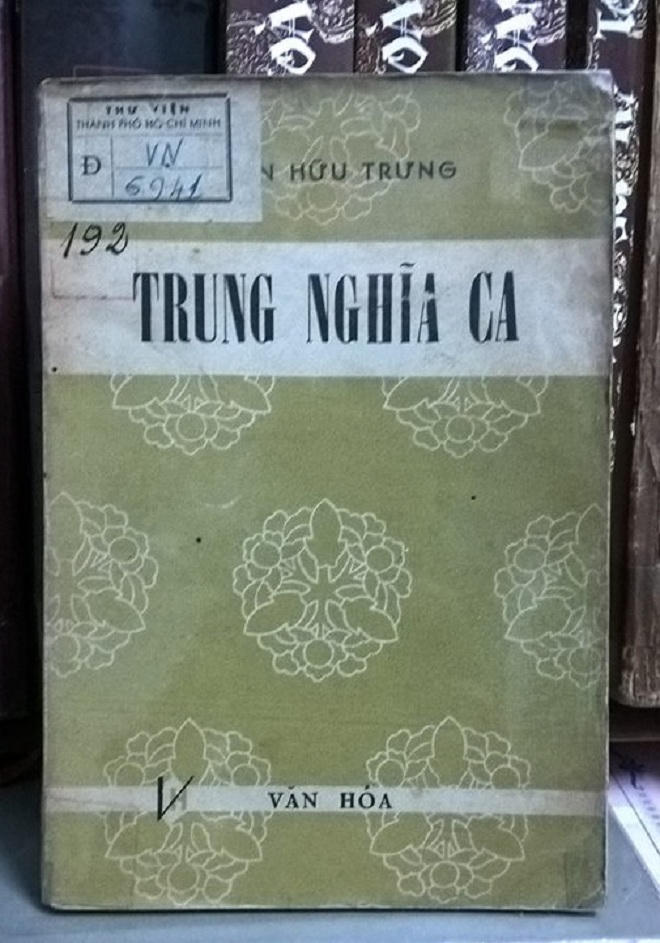 THƯ VIỆN
THÀNH PHỐ HỒ CHÍ MINH
Đ
VN
6941
N HỮU TRƯNG
192
TRUNG NGHĨA CA
VĂN HÓA